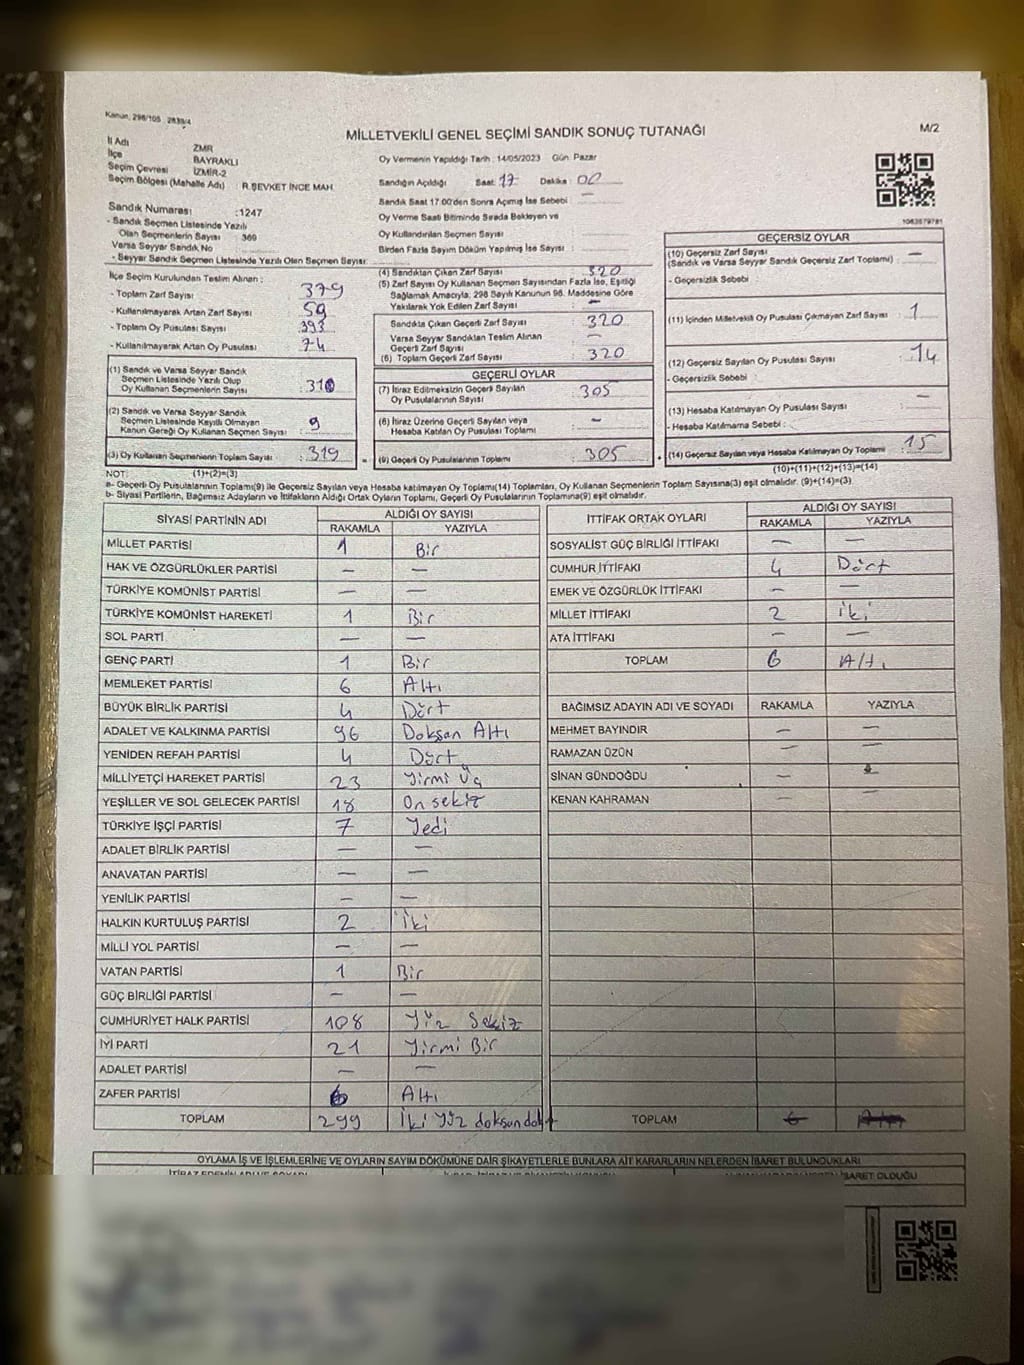 Kanun, 298/105 2839/4
MİLLETVEKİLİ GENEL SEÇİMİ SANDIK SONUÇ TUTANAĞI
M/2
İl Adı ZMR
İlçe BAYRAKLI
Seçim Çevresi İZMİR-2
Seçim Bölgesi (Mahalle Adı) : R.ŞEVKET İNCE MAH.
Oy Vermenin Yapıldığı Tarih : 14/05/2023 Gün: Pazar
Sandığın Açıldığı Saat: 17 Dakika : 00
Sandık Saat 17:00'den Sonra Açılmış İse Sebebi —
Oy Verme Saati Bitiminde Sırada Bekleyen ve
Oy Kullandırılan Seçmen Sayısı :
Birden Fazla Sayım Döküm Yapılmış İse Sayısı :
1063579781
Sandık Numarası :1247
- Sandık Seçmen Listesinde Yazılı
Olan Seçmenlerin Sayısı : 369
Varsa Seyyar Sandık No
- Seyyar Sandık Seçmen Listesinde Yazılı Olan Seçmen Sayısı:
İlçe Seçim Kurulundan Teslim Alınan :
- Toplam Zarf Sayısı 379
- Kullanılmayarak Artan Zarf Sayısı : 59
- Toplam Oy Pusulası Sayısı : 393
- Kullanılmayarak Artan Oy Pusulası : 74
(1) Sandık ve Varsa Seyyar Sandık
Seçmen Listesinde Yazılı Olup
Oy Kullanan Seçmenlerin Sayısı : 310
(2) Sandık ve Varsa Seyyar Sandık
Seçmen Listesinde Kayıtlı Olmayan
Kanun Gereği Oy Kullanan Seçmen Sayısı : 9
(3) Oy Kullanan Seçmenlerin Toplam Sayısı : 319
(4) Sandıktan Çıkan Zarf Sayısı : 320
(5) Zarf Sayısı Oy Kullanan Seçmen Sayısından Fazla İse, Eşitliği
Sağlamak Amacıyla; 298 Sayılı Kanunun 98. Maddesine Göre
Yakılarak Yok Edilen Zarf Sayısı : —
Sandıkta Çıkan Geçerli Zarf Sayısı : 320
Varsa Seyyar Sandıktan Teslim Alınan
Geçerli Zarf Sayısı : —
(6) Toplam Geçerli Zarf Sayısı : 320
GEÇERLİ OYLAR
(7) İtiraz Edilmeksizin Geçerli Sayılan
Oy Pusulalarının Sayısı : 305
(8) İtiraz Üzerine Geçerli Sayılan veya
Hesaba Katılan Oy Pusulası Toplamı : —
= (9) Geçerli Oy Pusulalarının Toplamı : 305
GEÇERSİZ OYLAR
(10) Geçersiz Zarf Sayısı
(Sandık ve Varsa Seyyar Sandık Geçersiz Zarf Toplamı) : —
- Geçersizlik Sebebi :
(11) İçinden Milletvekili Oy Pusulası Çıkmayan Zarf Sayısı : 1
(12) Geçersiz Sayılan Oy Pusulası Sayısı : 14
- Geçersizlik Sebebi :
(13) Hesaba Katılmayan Oy Pusulası Sayısı : —
- Hesaba Katılmama Sebebi :
+ (14) Geçersiz Sayılan veya Hesaba Katılmayan Oy Toplamı : 15
NOT: (1)+(2)=(3)
(10)+(11)+(12)+(13)=(14)
a- Geçerli Oy Pusulalarının Toplamı(9) ile Geçersiz Sayılan veya Hesaba Katılmayan Oy Toplamı(14) Toplamları, Oy Kullanan Seçmenlerin Toplam Sayısına(3) eşit olmalıdır. (9)+(14)=(3)
b- Siyasi Partilerin, Bağımsız Adayların ve İttifakların Aldığı Ortak Oyların Toplamı, Geçerli Oy Pusulalarının Toplamına(9) eşit olmalıdır.
SİYASİ PARTİNİN ADI ALDIĞI OY SAYISI
RAKAMLA YAZIYLA
MİLLET PARTİSİ 1 Bir
HAK VE ÖZGÜRLÜKLER PARTİSİ — —
TÜRKİYE KOMÜNİST PARTİSİ — —
TÜRKİYE KOMÜNİST HAREKETİ 1 Bir
SOL PARTİ — —
GENÇ PARTİ 1 Bir
MEMLEKET PARTİSİ 6 Altı
BÜYÜK BİRLİK PARTİSİ 4 Dört
ADALET VE KALKINMA PARTİSİ 96 Doksan Altı
YENİDEN REFAH PARTİSİ 4 Dört
MİLLİYETÇİ HAREKET PARTİSİ 23 Yirmi Üç
YEŞİLLER VE SOL GELECEK PARTİSİ 18 On sekiz
TÜRKİYE İŞÇİ PARTİSİ 7 Yedi
ADALET BİRLİK PARTİSİ — —
ANAVATAN PARTİSİ — —
YENİLİK PARTİSİ — —
HALKIN KURTULUŞ PARTİSİ 2 İki
MİLLİ YOL PARTİSİ — —
VATAN PARTİSİ 1 Bir
GÜÇ BİRLİĞİ PARTİSİ — —
CUMHURİYET HALK PARTİSİ 108 Yüz Sekiz
İYİ PARTİ 21 Yirmi Bir
ADALET PARTİSİ — —
ZAFER PARTİSİ 6 Altı
TOPLAM 299 İki Yüz doksan dok
İTTİFAK ORTAK OYLARI ALDIĞI OY SAYISI
RAKAMLA YAZIYLA
SOSYALİST GÜÇ BİRLİĞİ İTTİFAKI — —
CUMHUR İTTİFAKI 4 Dört
EMEK VE ÖZGÜRLÜK İTTİFAKI — —
MİLLET İTTİFAKI 2 İki
ATA İTTİFAKI — —
TOPLAM 6 Altı
BAĞIMSIZ ADAYIN ADI VE SOYADI RAKAMLA YAZIYLA
MEHMET BAYINDIR — —
RAMAZAN ÜZÜN — —
SİNAN GÜNDOĞDU — —
KENAN KAHRAMAN — —
TOPLAM 6 Altı
OYLAMA İŞ VE İŞLEMLERİNE VE OYLARIN SAYIM DÖKÜMÜNE DAİR ŞİKAYETLERLE BUNLARA AİT KARARLARIN NELERDEN İBARET BULUNDUKLARI